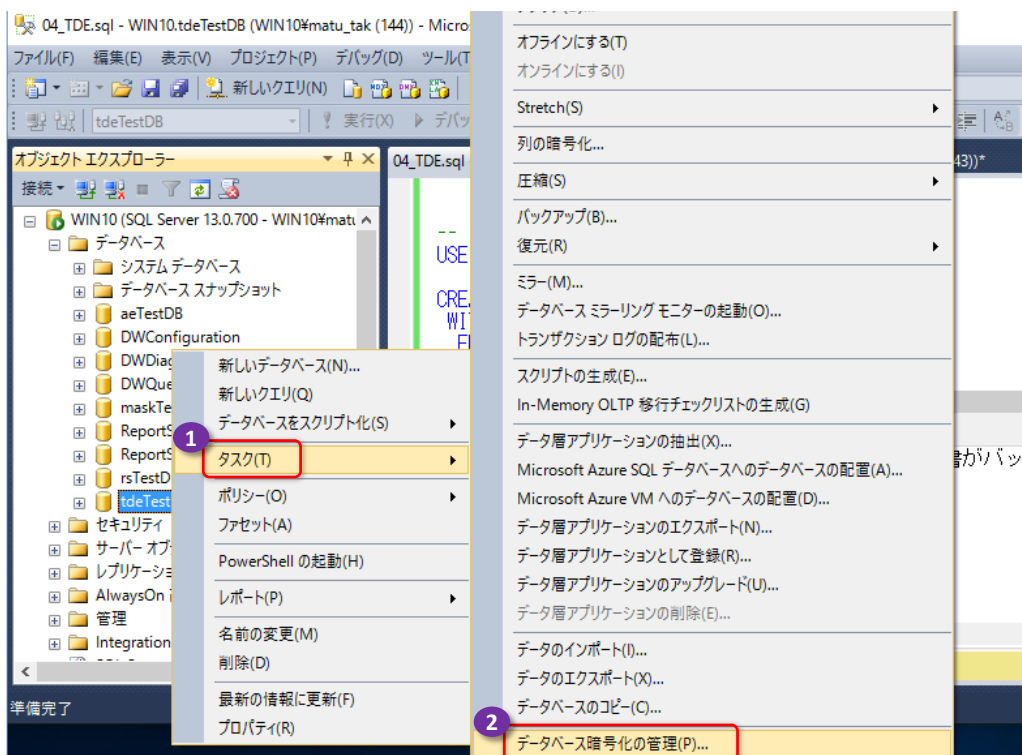 04_TDE.sql - WIN10.tdeTestDB (WIN10¥matu_tak (144)) - Micro
ファイル(F) 編集(E) 表示(V) プロジェクト(P) デバッグ(D) ツール(T
新しいクエリ(N)
tdeTestDB
実行(X)
デバッ
オブジェクト エクスプローラー
接続
WIN10 (SQL Server 13.0.700 - WIN10¥matu
データベース
システム データベース
データベース スナップショット
aeTestDB
DWConfiguration
DWDiag
DWQue
maskTe
ReportS
ReportS
rsTestD
tdeTest
セキュリティ
サーバー オブ
レプリケーショ
AlwaysOn
管理
Integration
準備完了
04_TDE.sql
43))*
--
USE
CRE
WI
書がバッ
新しいデータベース(N)...
新しいクエリ(Q)
データベースをスクリプト化(S)
1
タスク(T)
ポリシー(O)
ファセット(A)
PowerShell の起動(H)
レポート(P)
名前の変更(M)
削除(D)
最新の情報に更新(F)
プロパティ(R)
オフラインにする(T)
オンラインにする(I)
Stretch(S)
列の暗号化...
圧縮(S)
バックアップ(B)...
復元(R)
ミラー(M)...
データベース ミラーリング モニターの起動(O)...
トランザクション ログの配布(L)...
スクリプトの生成(E)...
In-Memory OLTP 移行チェックリストの生成(G)
データ層アプリケーションの抽出(X)...
Microsoft Azure SQL データベースへのデータベースの配置(A)...
Microsoft Azure VM へのデータベースの配置(D)...
データ層アプリケーションのエクスポート(N)...
データ層アプリケーションとして登録(R)...
データ層アプリケーションのアップグレード(U)...
データ層アプリケーションの削除(E)...
データのインポート(I)...
データのエクスポート(X)...
データベースのコピー(C)...
2
データベース暗号化の管理(P)...